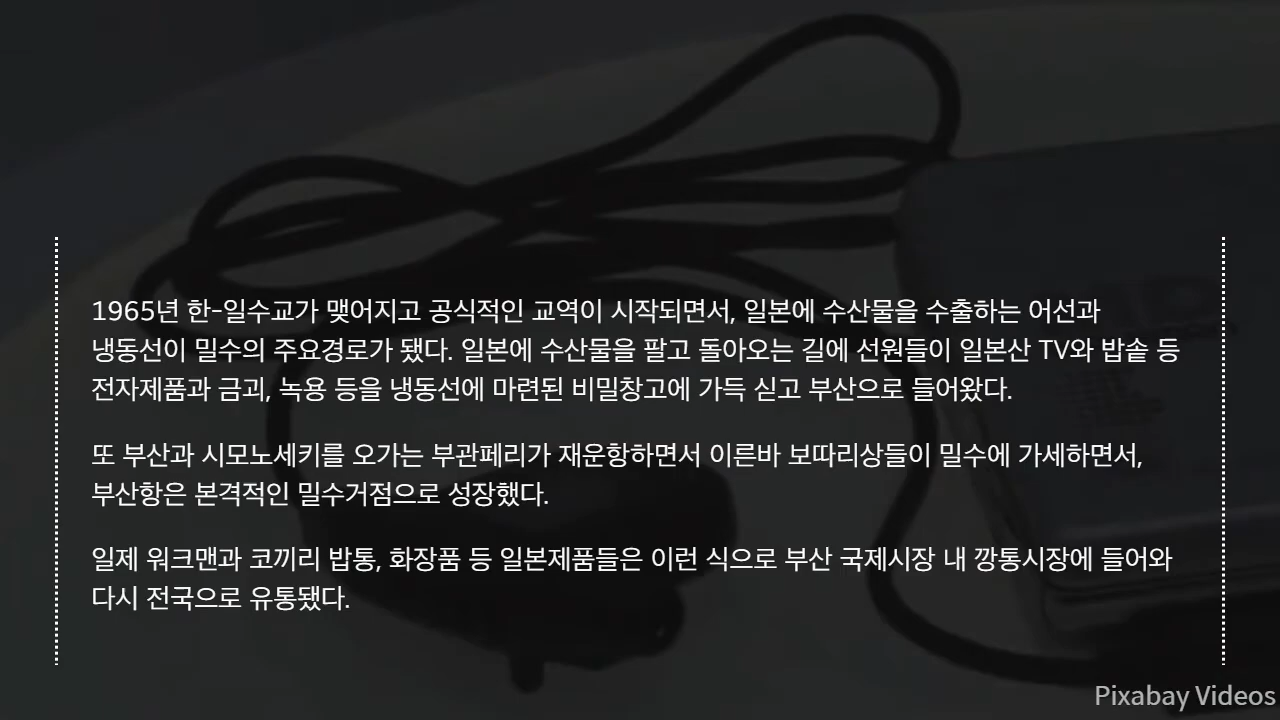 1965년 한-일수교가 맺어지고 공식적인 교역이 시작되면서, 일본에 수산물을 수출하는 어선과
냉동선이 밀수의 주요경로가 됐다. 일본에 수산물을 팔고 돌아오는 길에 선원들이 일본산 TV와 밥솥 등
전자제품과 금괴, 녹용 등을 냉동선에 마련된 비밀창고에 가득 싣고 부산으로 들어왔다.
또 부산과 시모노세키를 오가는 부관페리가 재운항하면서 이른바 보따리상들이 밀수에 가세하면서,
부산항은 본격적인 밀수거점으로 성장했다.
일제 워크맨과 코끼리 밥통, 화장품 등 일본제품들은 이런 식으로 부산 국제시장 내 깡통시장에 들어와
다시 전국으로 유통됐다.
Pixabay Videos